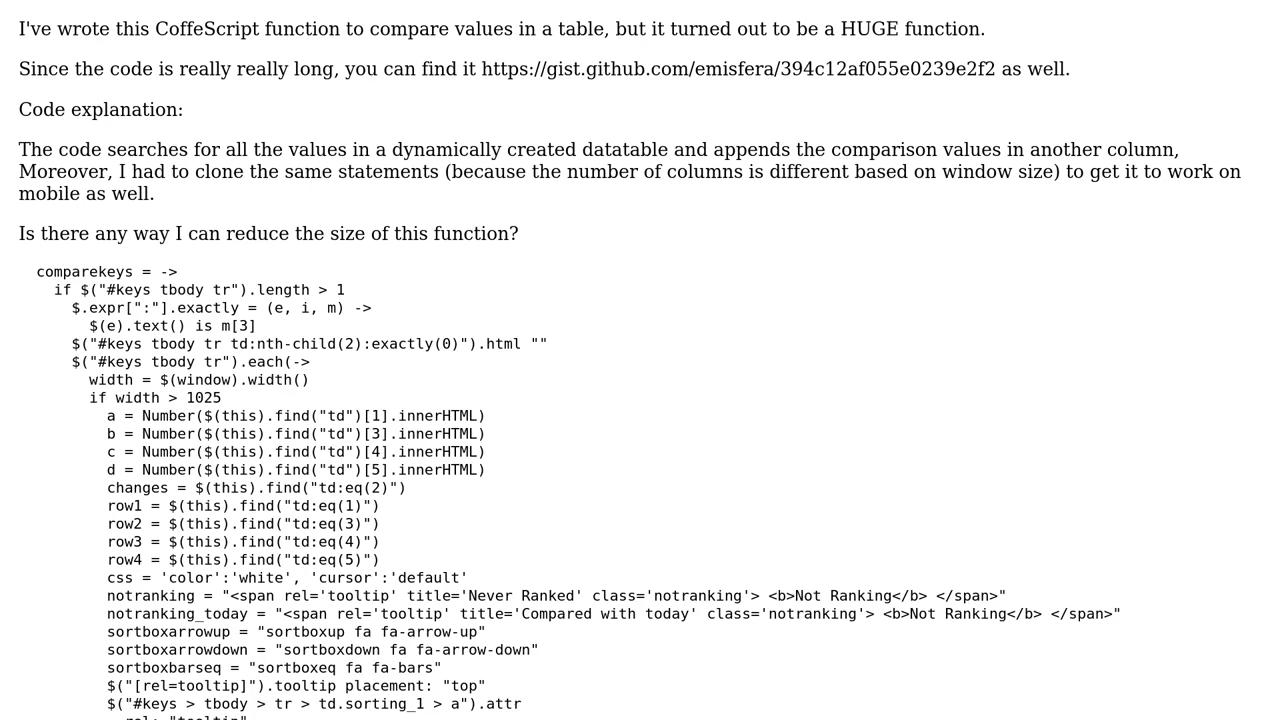 I've wrote this CoffeScript function to compare values in a table, but it turned out to be a HUGE function.
Since the code is really really long, you can find it https://gist.github.com/emisfera/394c12af055e0239e2f2 as well.
Code explanation:
The code searches for all the values in a dynamically created datatable and appends the comparison values in another column,
Moreover, I had to clone the same statements (because the number of columns is different based on window size) to get it to work on
mobile as well.
Is there any way I can reduce the size of this function?
comparekeys = ->
  if $("#keys tbody tr").length > 1
    $.expr[":"].exactly = (e, i, m) ->
      $(e).text() is m[3]
    $("#keys tbody tr td:nth-child(2):exactly(0)").html ""
    $("#keys tbody tr").each(->
      width = $(window).width()
      if width > 1025
        a = Number($(this).find("td")[1].innerHTML)
        b = Number($(this).find("td")[3].innerHTML)
        c = Number($(this).find("td")[4].innerHTML)
        d = Number($(this).find("td")[5].innerHTML)
        changes = $(this).find("td:eq(2)")
        row1 = $(this).find("td:eq(1)")
        row2 = $(this).find("td:eq(3)")
        row3 = $(this).find("td:eq(4)")
        row4 = $(this).find("td:eq(5)")
        css = 'color':'white', 'cursor':'default'
        notranking = "<span rel='tooltip' title='Never Ranked' class='notranking'> <b>Not Ranking</b> </span>"
        notranking_today = "<span rel='tooltip' title='Compared with today' class='notranking'> <b>Not Ranking</b> </span>"
        sortboxarrowup = "sortboxup fa fa-arrow-up"
        sortboxarrowdown = "sortboxdown fa fa-arrow-down"
        sortboxbarseq = "sortboxeq fa fa-bars"
        $("[rel=tooltip]").tooltip placement: "top"
        $("#keys > tbody > tr > td.sorting_1 > a").attr
          rel: "tooltip"